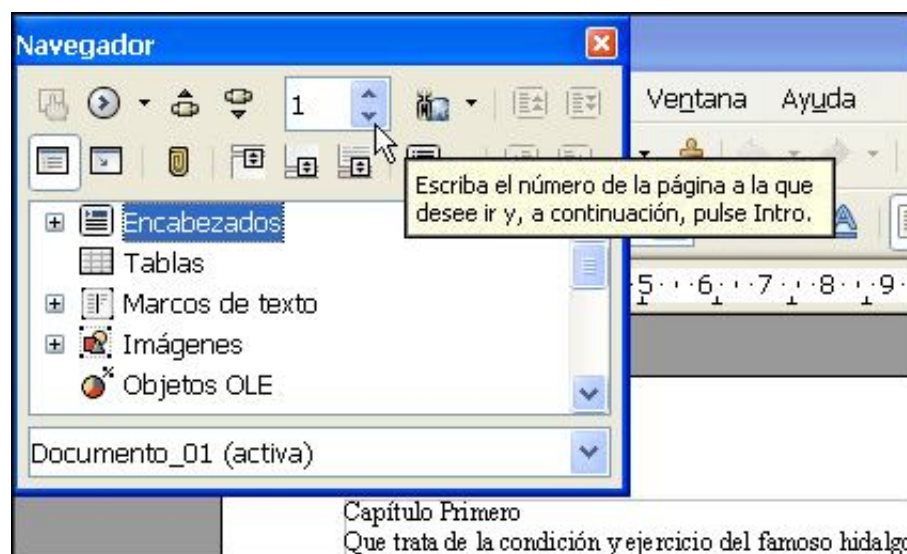 Navegador
Ventana Ayuda
1
Escriba el número de la página a la que
desee ir y, a continuación, pulse Intro.
Encabezados
Tablas
5 6 7 8 9
Marcos de texto
Imágenes
Objetos OLE
Documento_01 (activa)
Capítulo Primero
Que trata de la condición y ejercicio del famoso hidalgo